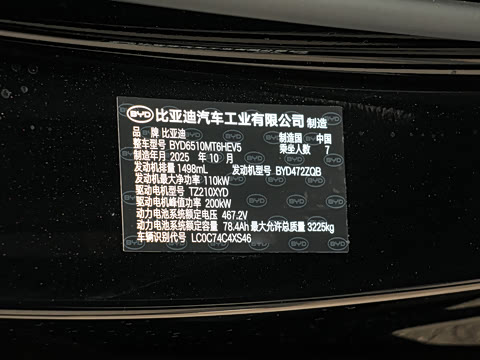 BYD 比亚迪汽车工业有限公司 制造
品 牌 比亚迪 制造国 中国
整车型号 BYD6510MT6HEV5 乘坐人数 7
制造年月 2025 年 10 月
发动机排量 1498mL 发动机型号 BYD472ZQB
发动机最大净功率 110kW
驱动电机型号 TZ210XYD
驱动电机峰值功率 200kW
动力电池系统额定电压 467.2V
动力电池系统额定容量 78.4Ah 最大允许总质量 3225kg
车辆识别代号 LC0C74C4XS46